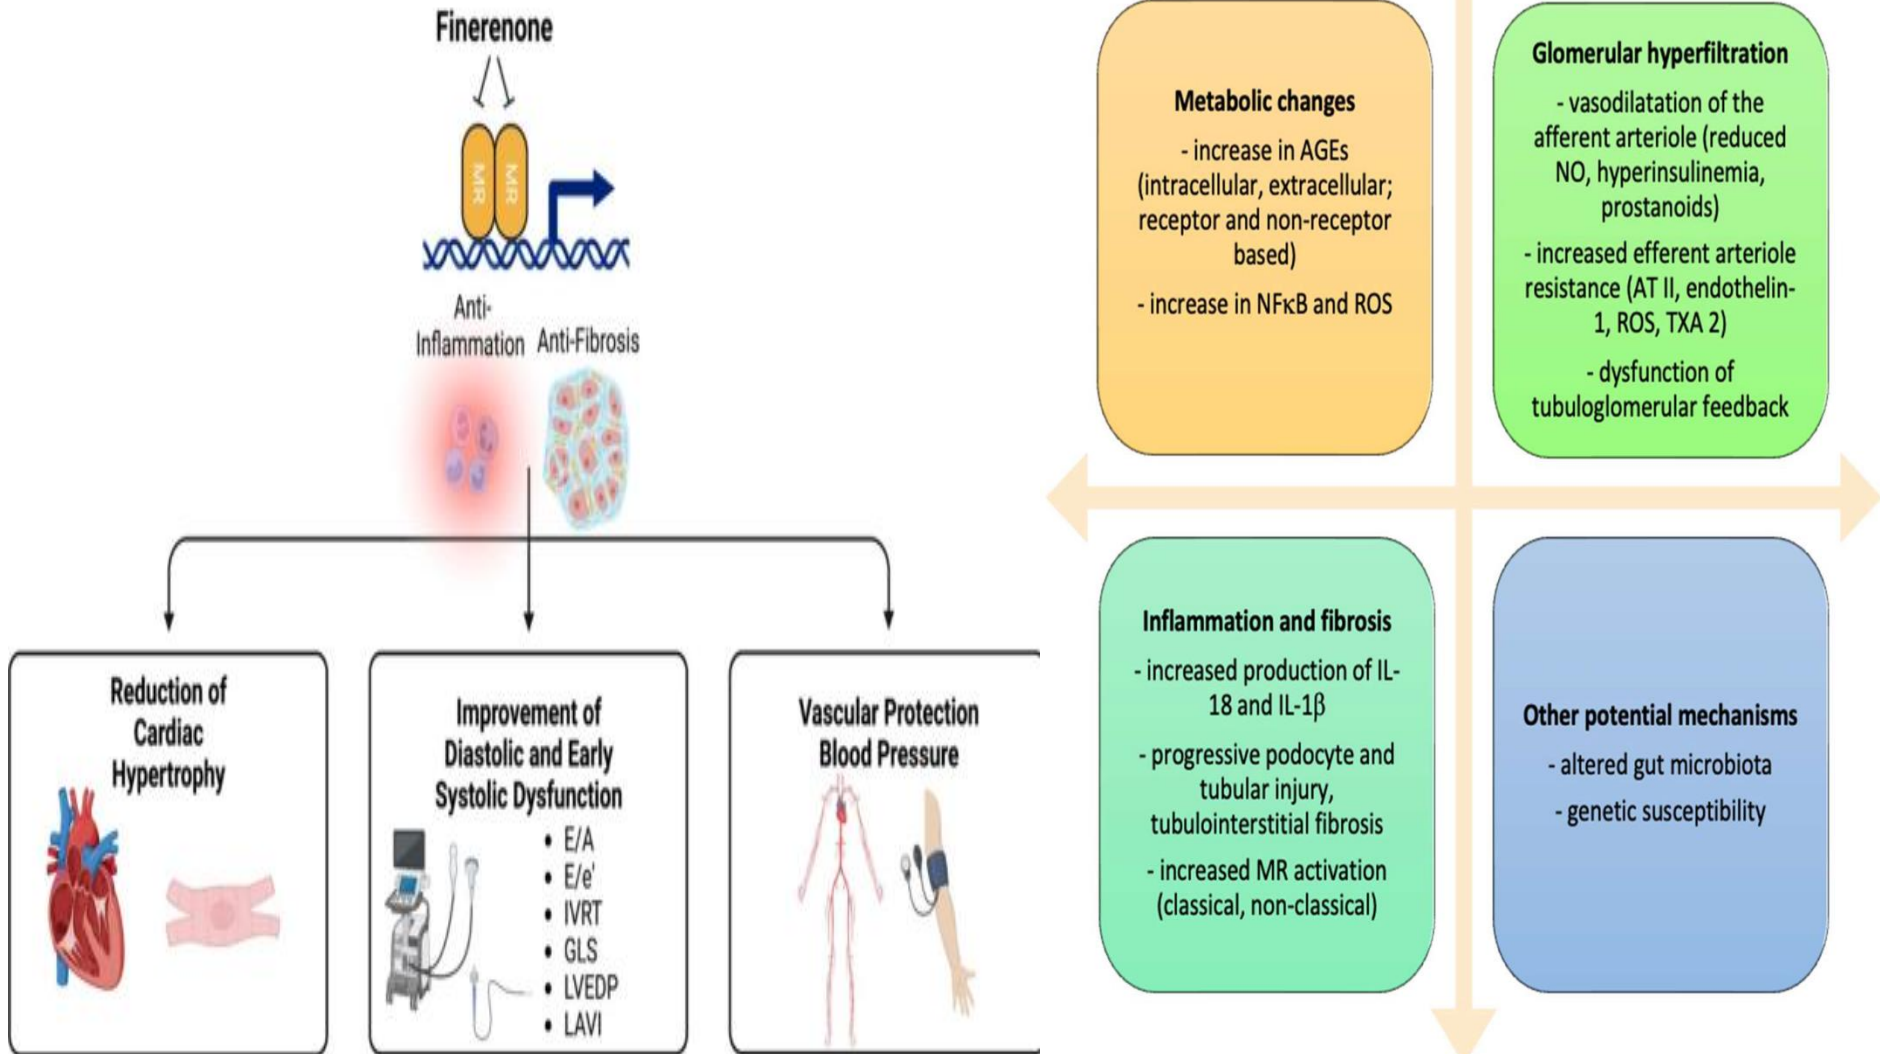 Finerenone
MR
MR
Anti-
Inflammation
Anti-Fibrosis
Reduction of
Cardiac
Hypertrophy
Improvement of
Diastolic and Early
Systolic Dysfunction
• E/A
• E/e'
• IVRT
• GLS
• LVEDP
• LAVI
Vascular Protection
Blood Pressure
Metabolic changes
- increase in AGEs
(intracellular, extracellular;
receptor and non-receptor
based)
- increase in NFκB and ROS
Glomerular hyperfiltration
- vasodilatation of the
afferent arteriole (reduced
NO, hyperinsulinemia,
prostanoids)
- increased efferent arteriole
resistance (AT II, endothelin-
1, ROS, TXA 2)
- dysfunction of
tubuloglomerular feedback
Inflammation and fibrosis
- increased production of IL-
18 and IL-1β
- progressive podocyte and
tubular injury,
tubulointerstitial fibrosis
- increased MR activation
(classical, non-classical)
Other potential mechanisms
- altered gut microbiota
- genetic susceptibility